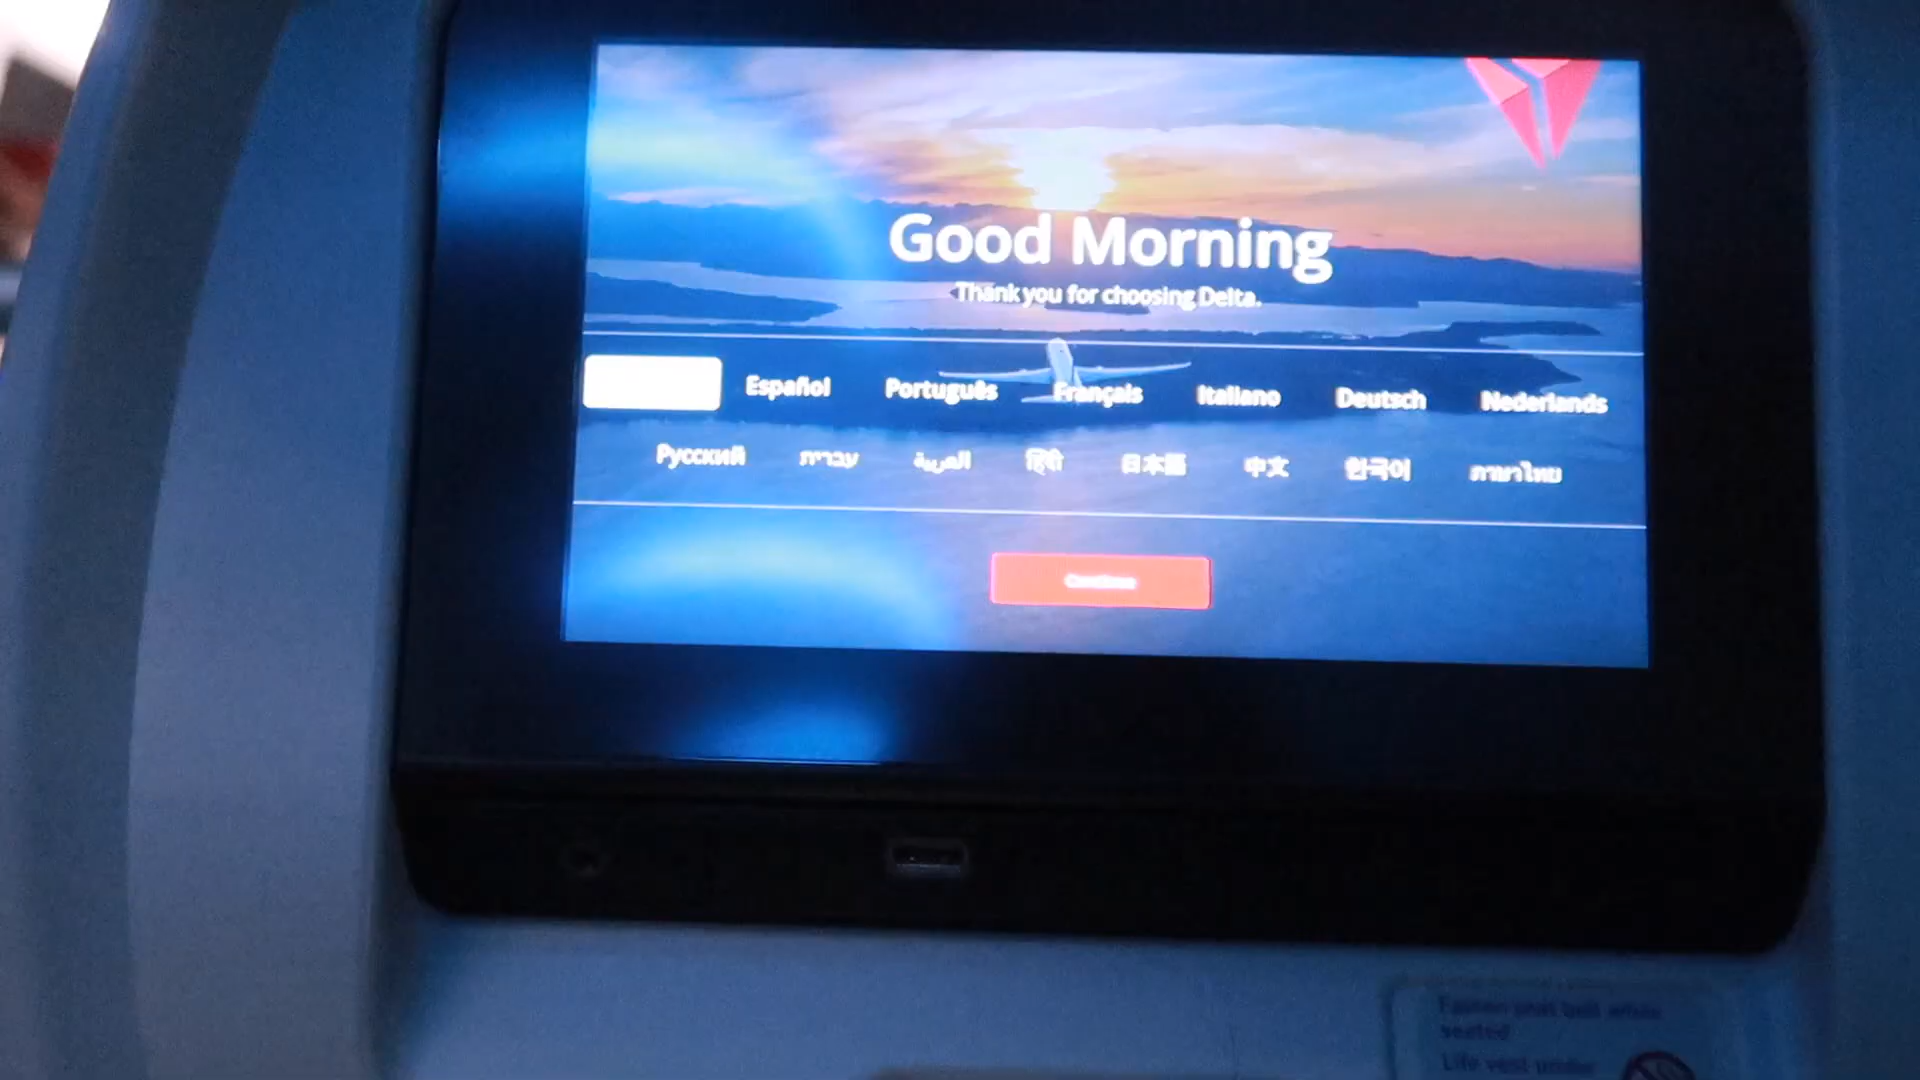 Good Morning
Thank you for choosing Delta.
Español Português Français Italiano Deutsch Nederlands
Русский עברית العربية हिंदी 日本語 中文 한국어 ภาษาไทย
Continue
Fasten seat belt while
seated
Life vest under